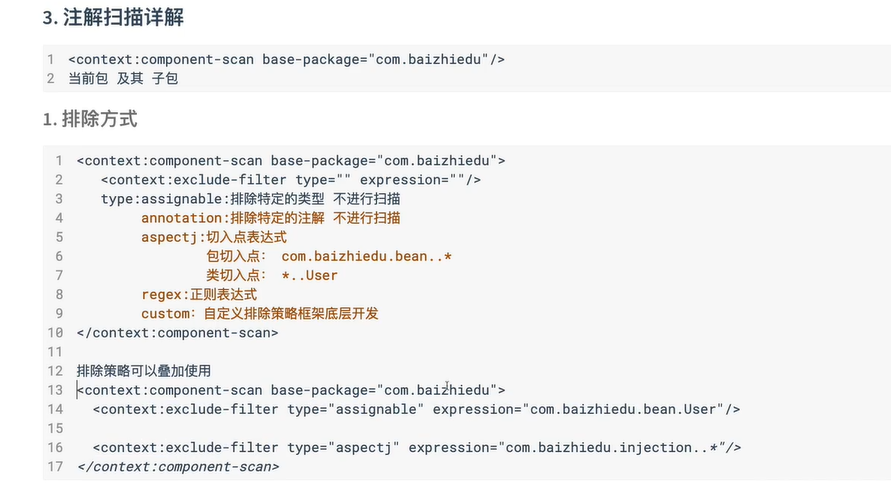 3. 注解扫描详解
1 <context:component-scan base-package="com.baizhiedu"/>
2 当前包 及其 子包
1. 排除方式
1 <context:component-scan base-package="com.baizhiedu">
2 <context:exclude-filter type="" expression=""/>
3 type:assignable:排除特定的类型 不进行扫描
4 annotation:排除特定的注解 不进行扫描
5 aspectj:切入点表达式
6 包切入点: com.baizhiedu.bean..*
7 类切入点: *..User
8 regex:正则表达式
9 custom: 自定义排除策略框架底层开发
10 </context:component-scan>
11
12 排除策略可以叠加使用
13 <context:component-scan base-package="com.baizhiedu">
14 <context:exclude-filter type="assignable" expression="com.baizhiedu.bean.User"/>
15
16 <context:exclude-filter type="aspectj" expression="com.baizhiedu.injection..*"/>
17 </context:component-scan>